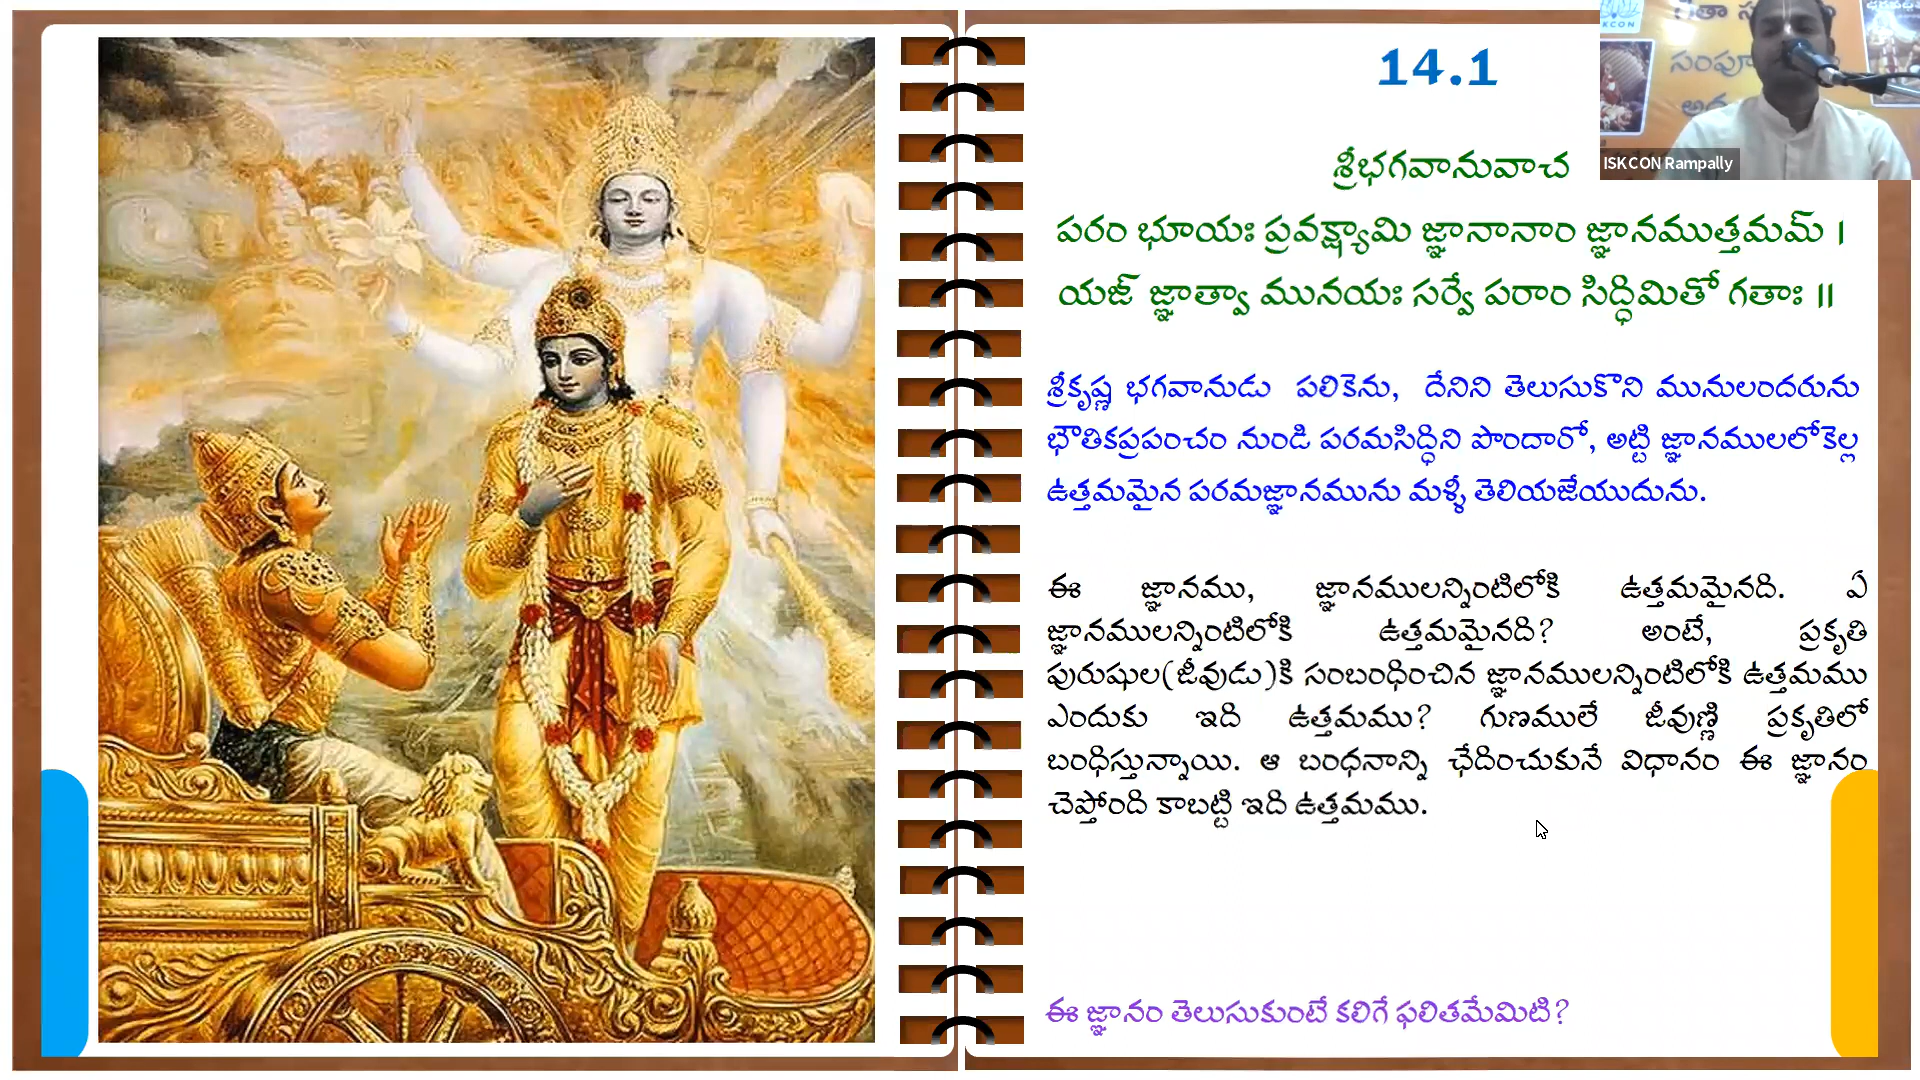 14.1
శ్రీభగవానువాచ
పరం భూయః ప్రవక్ష్యామి జ్ఞానానాం జ్ఞానముత్తమమ్ ।
యజ్ జ్ఞాత్వా మునయః సర్వే పరాం సిద్ధిమితో గతాః ॥
శ్రీకృష్ణ భగవానుడు పలికెను, దేనిని తెలుసుకొని మునులందరును
భౌతికప్రపంచం నుండి పరమసిద్ధిని పొందారో, అట్టి జ్ఞానములలోకెల్ల
ఉత్తమమైన పరమజ్ఞానమును మళ్ళీ తెలియజేయుదును.
ఈ జ్ఞానము, జ్ఞానములన్నింటిలోకి ఉత్తమమైనది. ఏ
జ్ఞానములన్నింటిలోకి ఉత్తమమైనది? అంటే, ప్రకృతి
పురుషుల(జీవుడు)కి సంబంధించిన జ్ఞానములన్నింటిలోకి ఉత్తమము
ఎందుకు ఇది ఉత్తమము? గుణములే జీవుణ్ణి ప్రకృతిలో
బంధిస్తున్నాయి. ఆ బంధనాన్ని ఛేదించుకునే విధానం ఈ జ్ఞానం
చెప్తోంది కాబట్టి ఇది ఉత్తమము.
ఈ జ్ఞానం తెలుసుకుంటే కలిగే ఫలితమేమిటి?
ISKCON Rampally